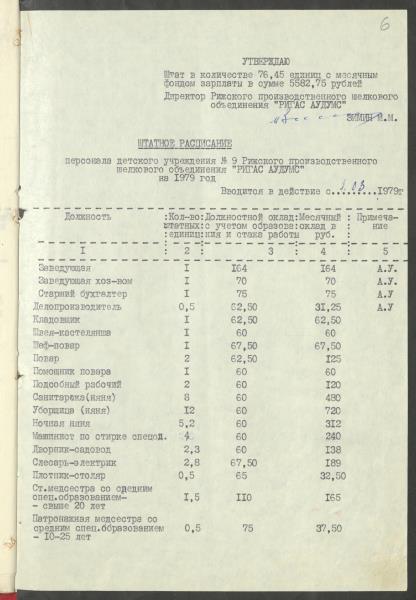 6
УТВЕРЖДАЮ
Штат в количестве 76,45 единиц с месячным
фондом зарплаты в сумме 5582,75 рублей
Директор Рижского производственного шелкового
объединения "РИГАС АУДУМС"
ЗИМИН И.М.
ШТАТНОЕ РАСПИСАНИЕ
персонала детского учреждения № 9 Рижского производственного
шелкового объединения "РИГАС АУДУМС"
на 1979 год
Вводится в действие с 1979г
Должность :Кол-во:Должностной оклад:Месячный : Примеча-
:штатных:с учетом образова-:оклад в : ние
:единиц:ния и стажа работы: руб. :
I : 2 : 3 : 4 : 5
Заведующая I I64 I64 А.У.
Заведующая хоз-вом I 70 70 А.У.
Старший бухгалтер I 75 75 А.У
Делопроизводитель 0,5 62,50 31,25 А.У
Кладовщик I 62,50 62,50
Швея-кастелянша I 60 60
Шеф-повар I 67,50 67,50
Повар 2 62,50 I25
Помощник повара I 60 60
Подсобный рабочий 2 60 I20
Санитарка(няня) 8 60 480
Уборщица (няня) I2 60 720
Ночная няня 5,2 60 3I2
Машинист по стирке спецод. 4 60 240
Дворник-садовод 2,3 60 I38
Слесарь-электрик 2,8 67,50 I89
Плотник-столяр 0,5 65 32,50
Ст.медсестра со средним
спец.образованием- I,5 II0 I65
- свыше 20 лет
Патронажная медсестра со
средним спец.образованием 0,5 75 37,50
- I0-25 лет